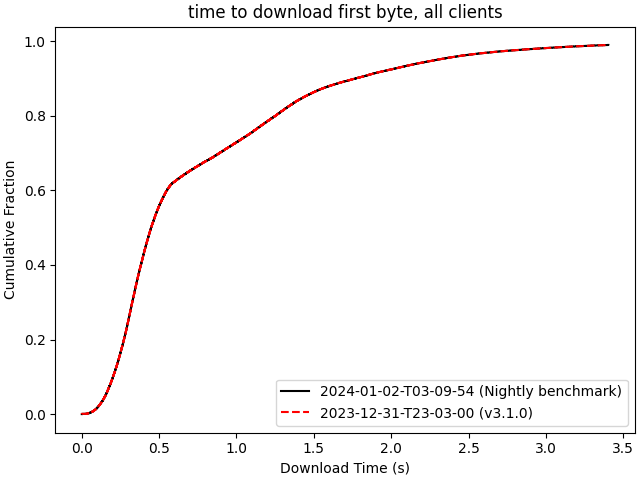 time to download first byte, all clients
1.0
0.8
0.6
0.4
0.2
0.0
Cumulative Fraction
2024-01-02-T03-09-54 (Nightly benchmark)
2023-12-31-T23-03-00 (v3.1.0)
0.0 0.5 1.0 1.5 2.0 2.5 3.0 3.5
Download Time (s)